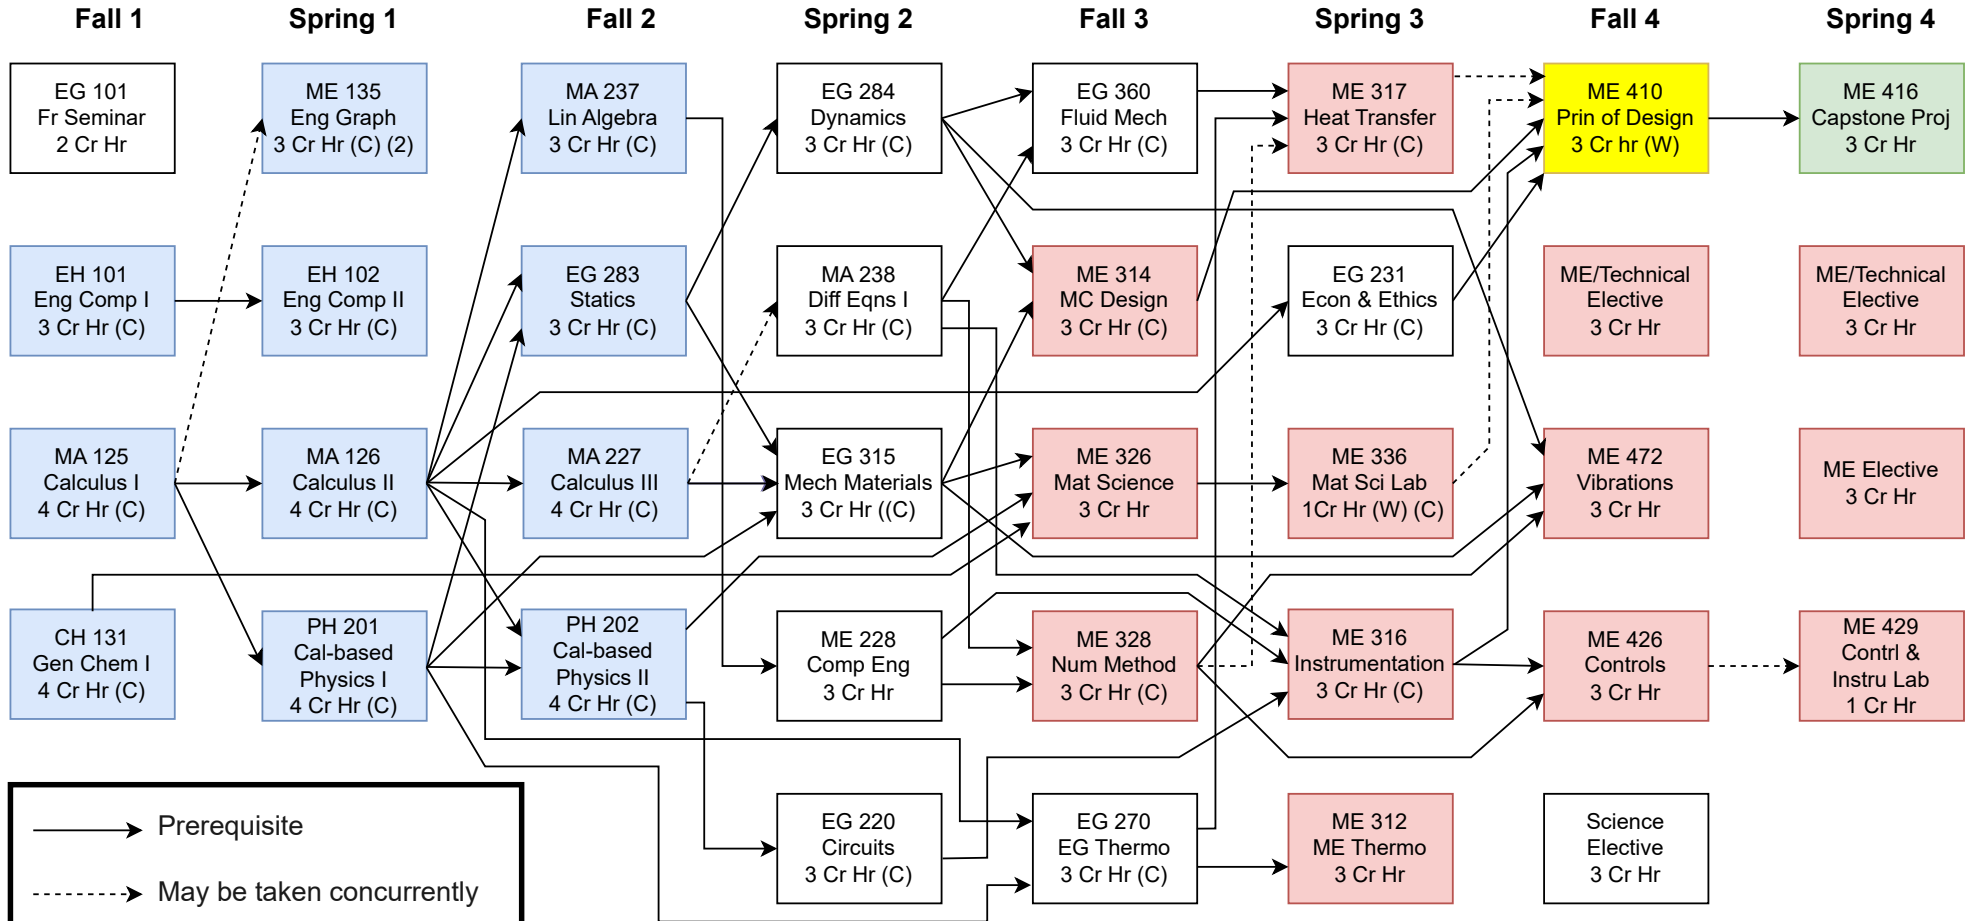 Fall 1
Spring 1
Fall 2
Spring 2
Fall 3
Spring 3
Fall 4
Spring 4
EG 101
Fr Seminar
2 Cr Hr
ME 135
Eng Graph
3 Cr Hr (C) (2)
MA 237
Lin Algebra
3 Cr Hr (C)
EG 284
Dynamics
3 Cr Hr (C)
EG 360
Fluid Mech
3 Cr Hr (C)
ME 317
Heat Transfer
3 Cr Hr (C)
ME 410
Prin of Design
3 Cr hr (W)
ME 416
Capstone Proj
3 Cr Hr
EH 101
Eng Comp I
3 Cr Hr (C)
EH 102
Eng Comp II
3 Cr Hr (C)
EG 283
Statics
3 Cr Hr (C)
MA 238
Diff Eqns I
3 Cr Hr (C)
ME 314
MC Design
3 Cr Hr (C)
EG 231
Econ & Ethics
3 Cr Hr (C)
ME/Technical
Elective
3 Cr Hr
ME/Technical
Elective
3 Cr Hr
MA 125
Calculus I
4 Cr Hr (C)
MA 126
Calculus II
4 Cr Hr (C)
MA 227
Calculus III
4 Cr Hr (C)
EG 315
Mech Materials
3 Cr Hr ((C)
ME 326
Mat Science
3 Cr Hr
ME 336
Mat Sci Lab
1Cr Hr (W) (C)
ME 472
Vibrations
3 Cr Hr
ME Elective
3 Cr Hr
CH 131
Gen Chem I
4 Cr Hr (C)
PH 201
Cal-based
Physics I
4 Cr Hr (C)
PH 202
Cal-based
Physics II
4 Cr Hr (C)
ME 228
Comp Eng
3 Cr Hr
ME 328
Num Method
3 Cr Hr (C)
ME 316
Instrumentation
3 Cr Hr (C)
ME 426
Controls
3 Cr Hr
ME 429
Contrl &
Instru Lab
1 Cr Hr
EG 220
Circuits
3 Cr Hr (C)
EG 270
EG Thermo
3 Cr Hr (C)
ME 312
ME Thermo
3 Cr Hr
Science
Elective
3 Cr Hr
Prerequisite
May be taken concurrently